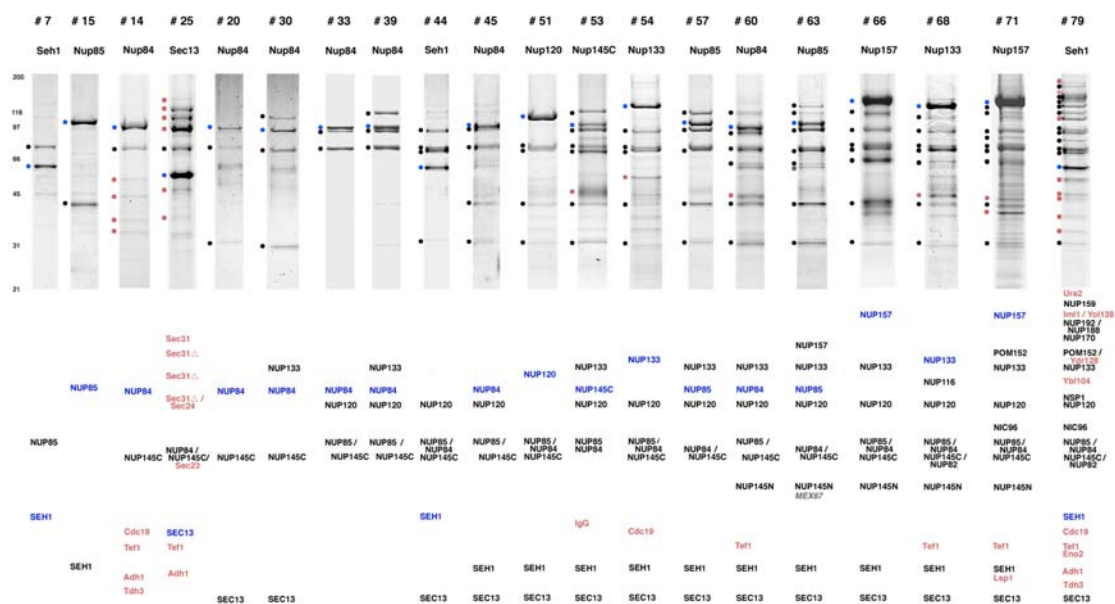 # 7 # 15 # 14 # 25 # 20 # 30 # 33 # 39 # 44 # 45 # 51 # 53 # 54 # 57 # 60 # 63 # 66 # 68 # 71 # 79
Seh1 Nup85 Nup84 Sec13 Nup84 Nup84 Nup84 Nup84 Seh1 Nup84 Nup120 Nup145C Nup133 Nup85 Nup84 Nup85 Nup157 Nup133 Nup157 Seh1
200
116
97
66
45
31
21
NUP85
SEH1
NUP85
SEH1
NUP84
NUP145C
Cdc19
Tef1
Adh1
Tdh3
Sec31
Sec31△
Sec31△
Sec31△ /
Sec24
NUP84 /
NUP145C/
Sec23
SEC13
Tef1
Adh1
NUP84
NUP145C
SEC13
NUP133
NUP84
NUP145C
SEC13
NUP84
NUP120
NUP85 /
NUP145C
NUP133
NUP84
NUP120
NUP85 /
NUP145C
NUP120
NUP85 /
NUP84
NUP145C
SEH1
SEC13
NUP84
NUP120
NUP85 /
NUP145C
SEH1
SEC13
NUP120
NUP85 /
NUP84
NUP145C
SEH1
SEC13
NUP133
NUP145C
NUP120
NUP85
NUP84
IgG
SEH1
SEC13
NUP133
NUP120
NUP85 /
NUP84
NUP145C
Cdc19
SEH1
SEC13
NUP133
NUP85
NUP120
NUP84 /
NUP145C
SEH1
SEC13
NUP133
NUP84
NUP120
NUP85 /
NUP145C
NUP145N
Tef1
SEH1
SEC13
NUP157
NUP133
NUP85
NUP120
NUP84 /
NUP145C
NUP145N
MEX67
SEH1
SEC13
NUP157
NUP133
NUP120
NUP85 /
NUP84
NUP145C
NUP145N
SEH1
SEC13
NUP133
NUP116
NUP120
NUP85 /
NUP84
NUP145C /
NUP82
NUP145N
Tef1
SEH1
SEC13
NUP157
POM152
NUP133
NUP120
NIC96
NUP85 /
NUP84
NUP145C
NUP145N
Tef1
SEH1
Lsp1
SEC13
Ura2
NUP159
Iml1 / Yol138
NUP192 /
NUP188
NUP170
POM152 /
Ydr128
NUP133
Ybl104
NSP1
NUP120
NIC96
NUP85 /
NUP84
NUP145C /
NUP82
SEH1
Cdc19
Tef1
Eno2
Adh1
Tdh3
SEC13